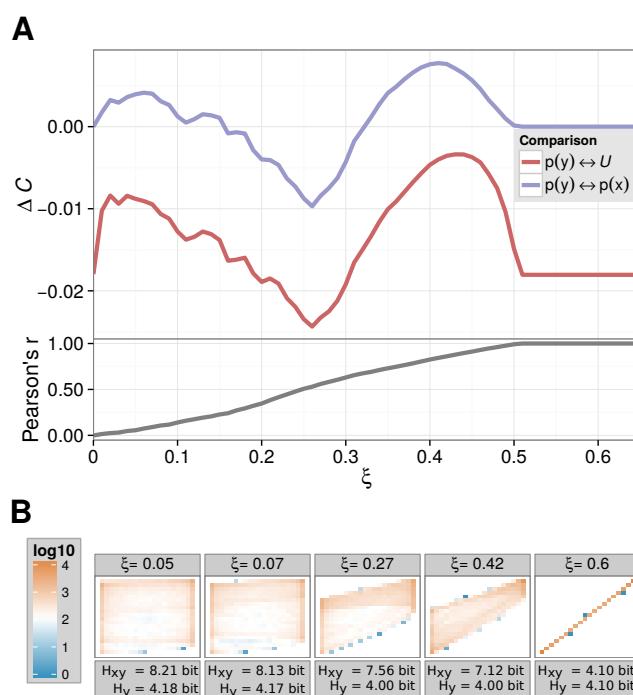 A
0.00
−0.01
−0.02
Δ C
Comparison
p(y) ↔ U
p(y) ↔ p(x)
1.00
0.50
0.00
Pearson's r
0 0.1 0.2 0.3 0.4 0.5 0.6
ξ
B
log10
4
3
2
1
0
ξ= 0.05 ξ= 0.07 ξ= 0.27 ξ= 0.42 ξ= 0.6
Hxy = 8.21 bit Hxy = 8.13 bit Hxy = 7.56 bit Hxy = 7.12 bit Hxy = 4.10 bit
Hy = 4.18 bit Hy = 4.17 bit Hy = 4.00 bit Hy = 4.00 bit Hy = 4.10 bit